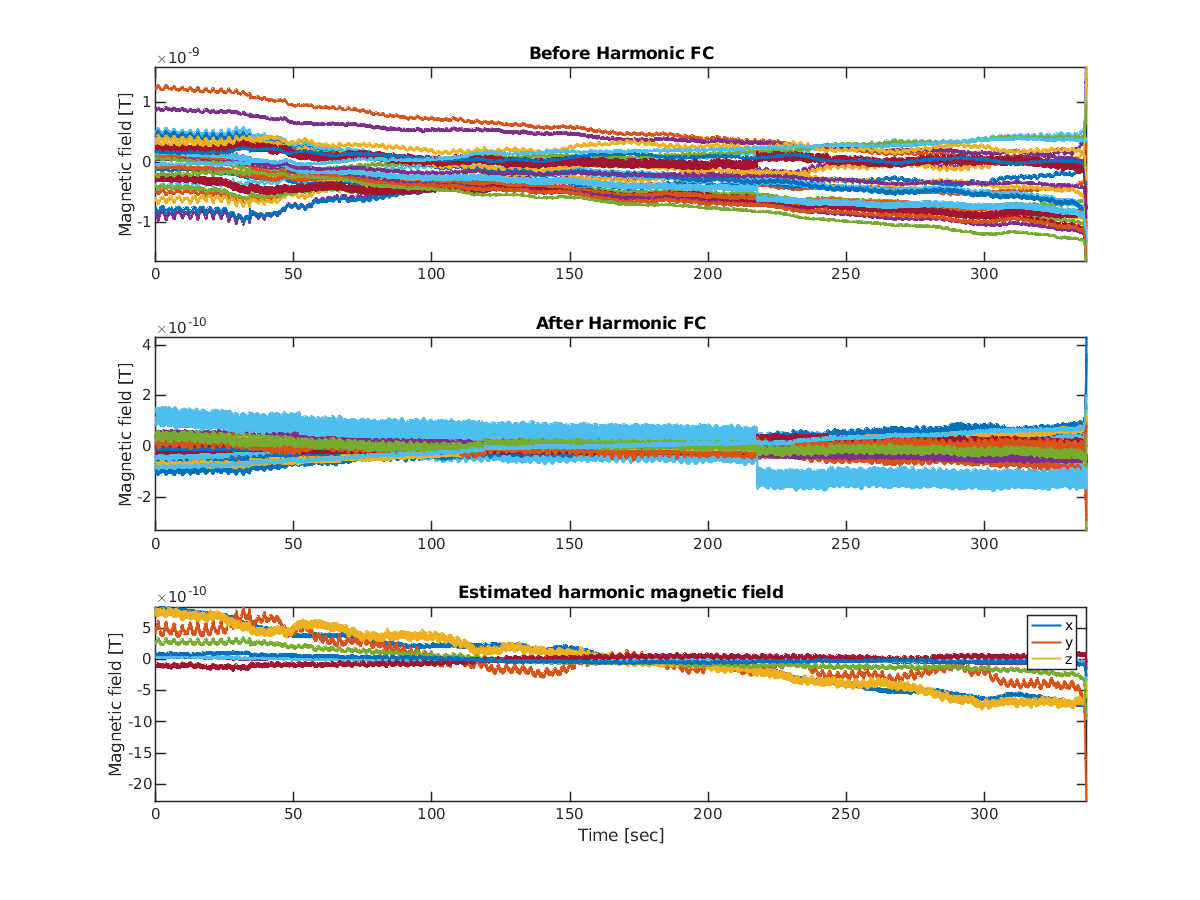 Before Harmonic FC
×10-9
Magnetic field [T]
1
0
-1
0 50 100 150 200 250 300
After Harmonic FC
×10-10
Magnetic field [T]
4
2
0
-2
0 50 100 150 200 250 300
Estimated harmonic magnetic field
×10-10
Magnetic field [T]
5
0
-5
-10
-15
-20
x
y
z
0 50 100 150 200 250 300
Time [sec]